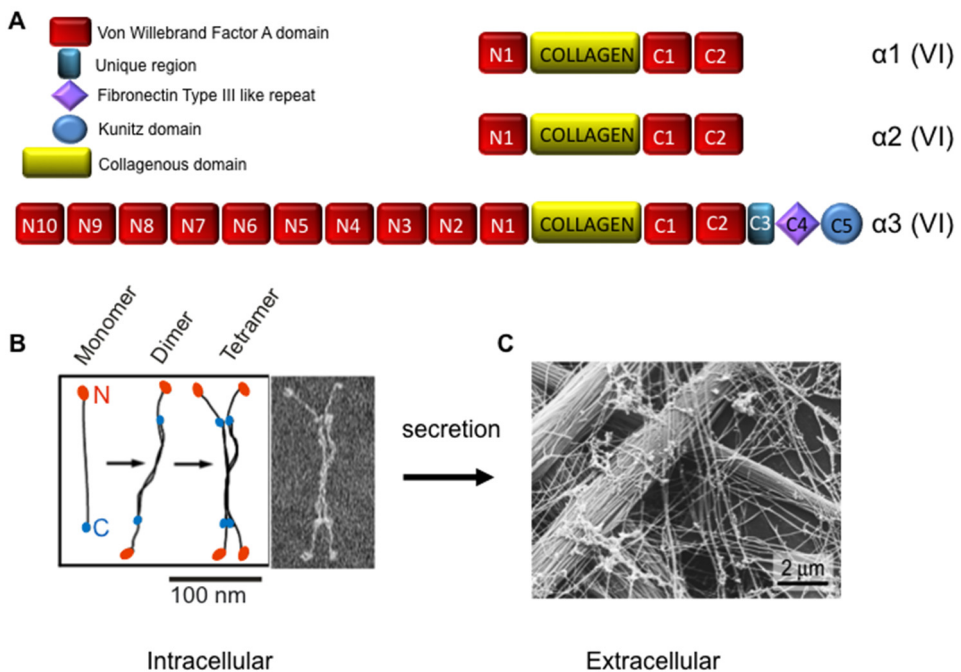 A
Von Willebrand Factor A domain
Unique region
Fibronectin Type III like repeat
Kunitz domain
Collagenous domain
N1 COLLAGEN C1 C2 α1 (VI)
N1 COLLAGEN C1 C2 α2 (VI)
N10 N9 N8 N7 N6 N5 N4 N3 N2 N1 COLLAGEN C1 C2 C3 C4 C5 α3 (VI)
B
Monomer
Dimer
Tetramer
N
C
100 nm
secretion
C
2 μm
Intracellular
Extracellular